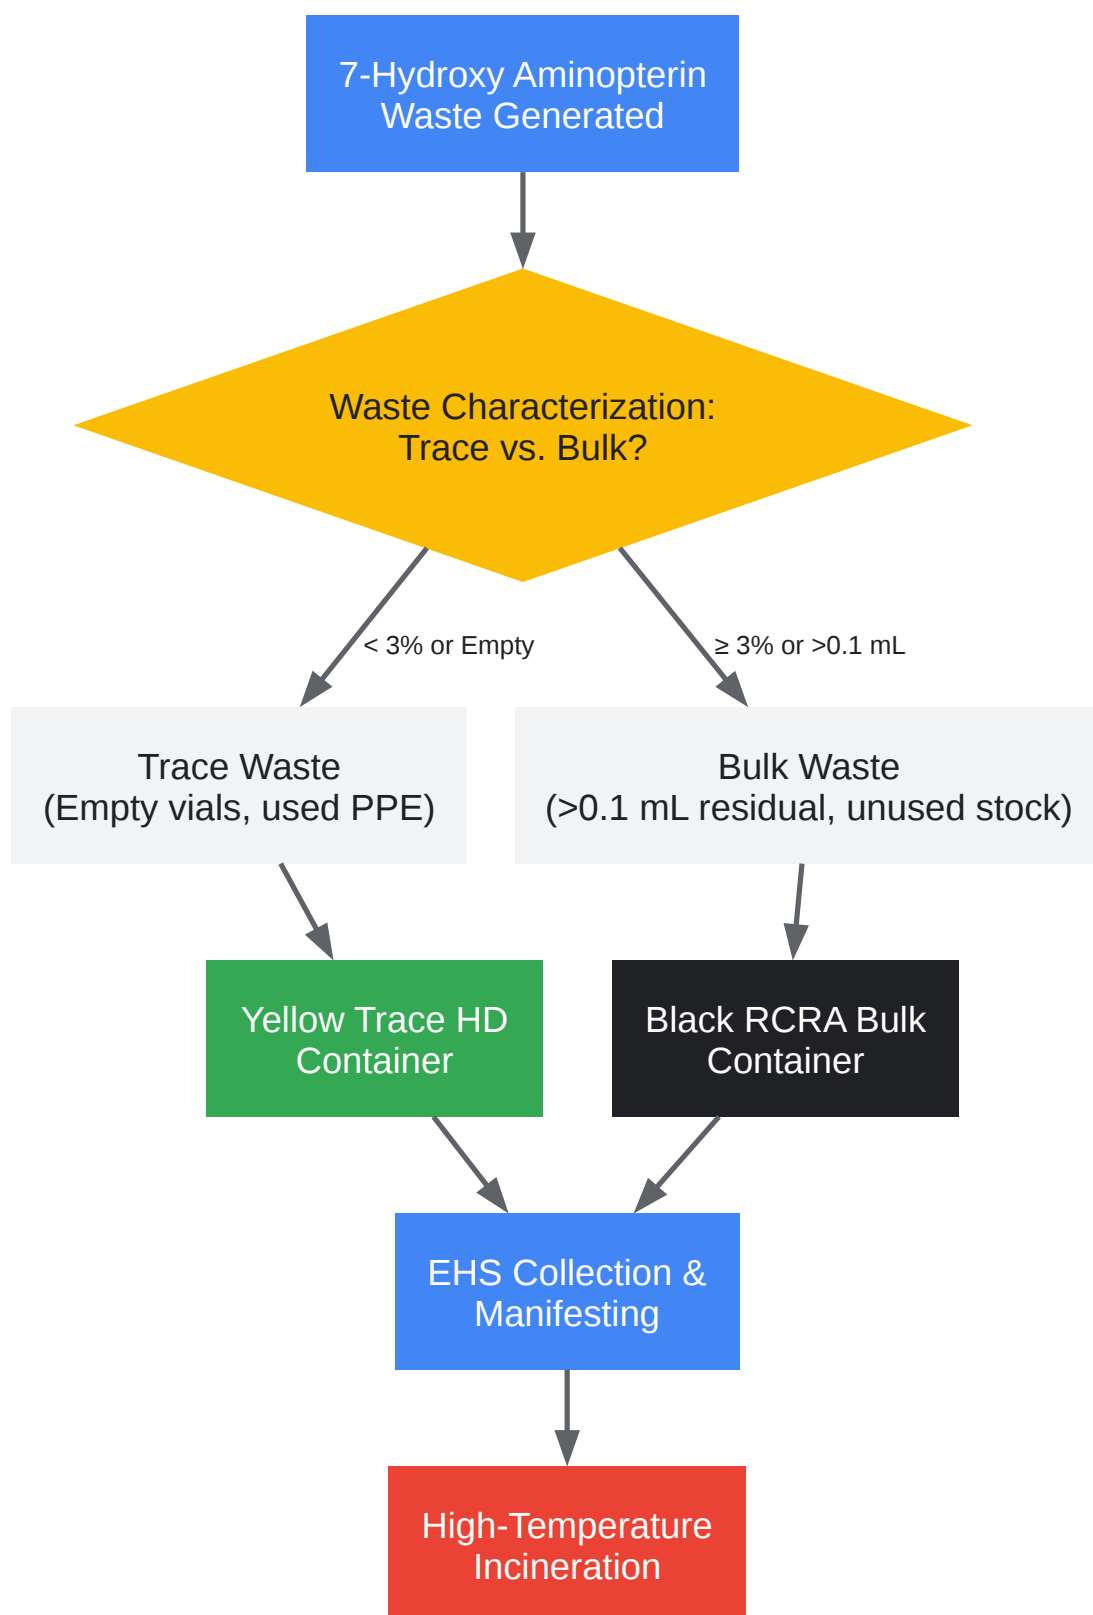 7-Hydroxy Aminopterin
Waste Generated
Waste Characterization:
Trace vs. Bulk?
< 3% or Empty
≥ 3% or >0.1 mL
Trace Waste
(Empty vials, used PPE)
Bulk Waste
(>0.1 mL residual, unused stock)
Yellow Trace HD
Container
Black RCRA Bulk
Container
EHS Collection &
Manifesting
High-Temperature
Incineration